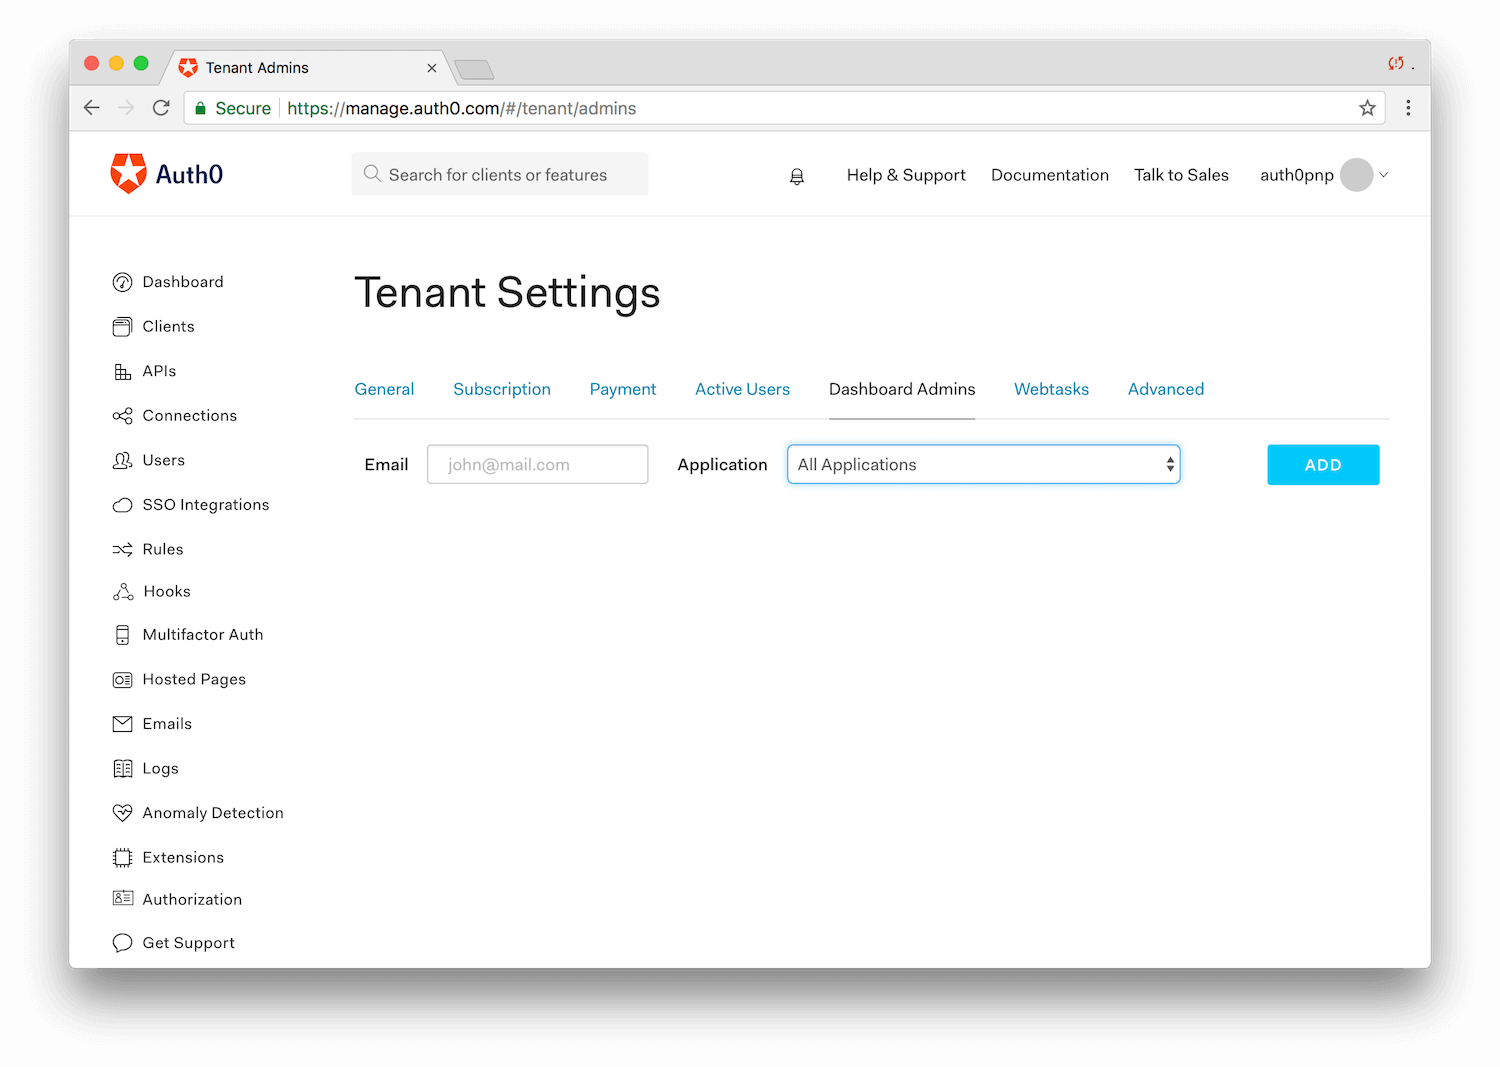 Tenant Admins
Secure https://manage.auth0.com/#/tenant/admins
Auth0 Search for clients or features Help & Support Documentation Talk to Sales auth0pnp
Tenant Settings
General Subscription Payment Active Users Dashboard Admins Webtasks Advanced
Email john@mail.com Application All Applications ADD
Dashboard
Clients
APIs
Connections
Users
SSO Integrations
Rules
Hooks
Multifactor Auth
Hosted Pages
Emails
Logs
Anomaly Detection
Extensions
Authorization
Get Support